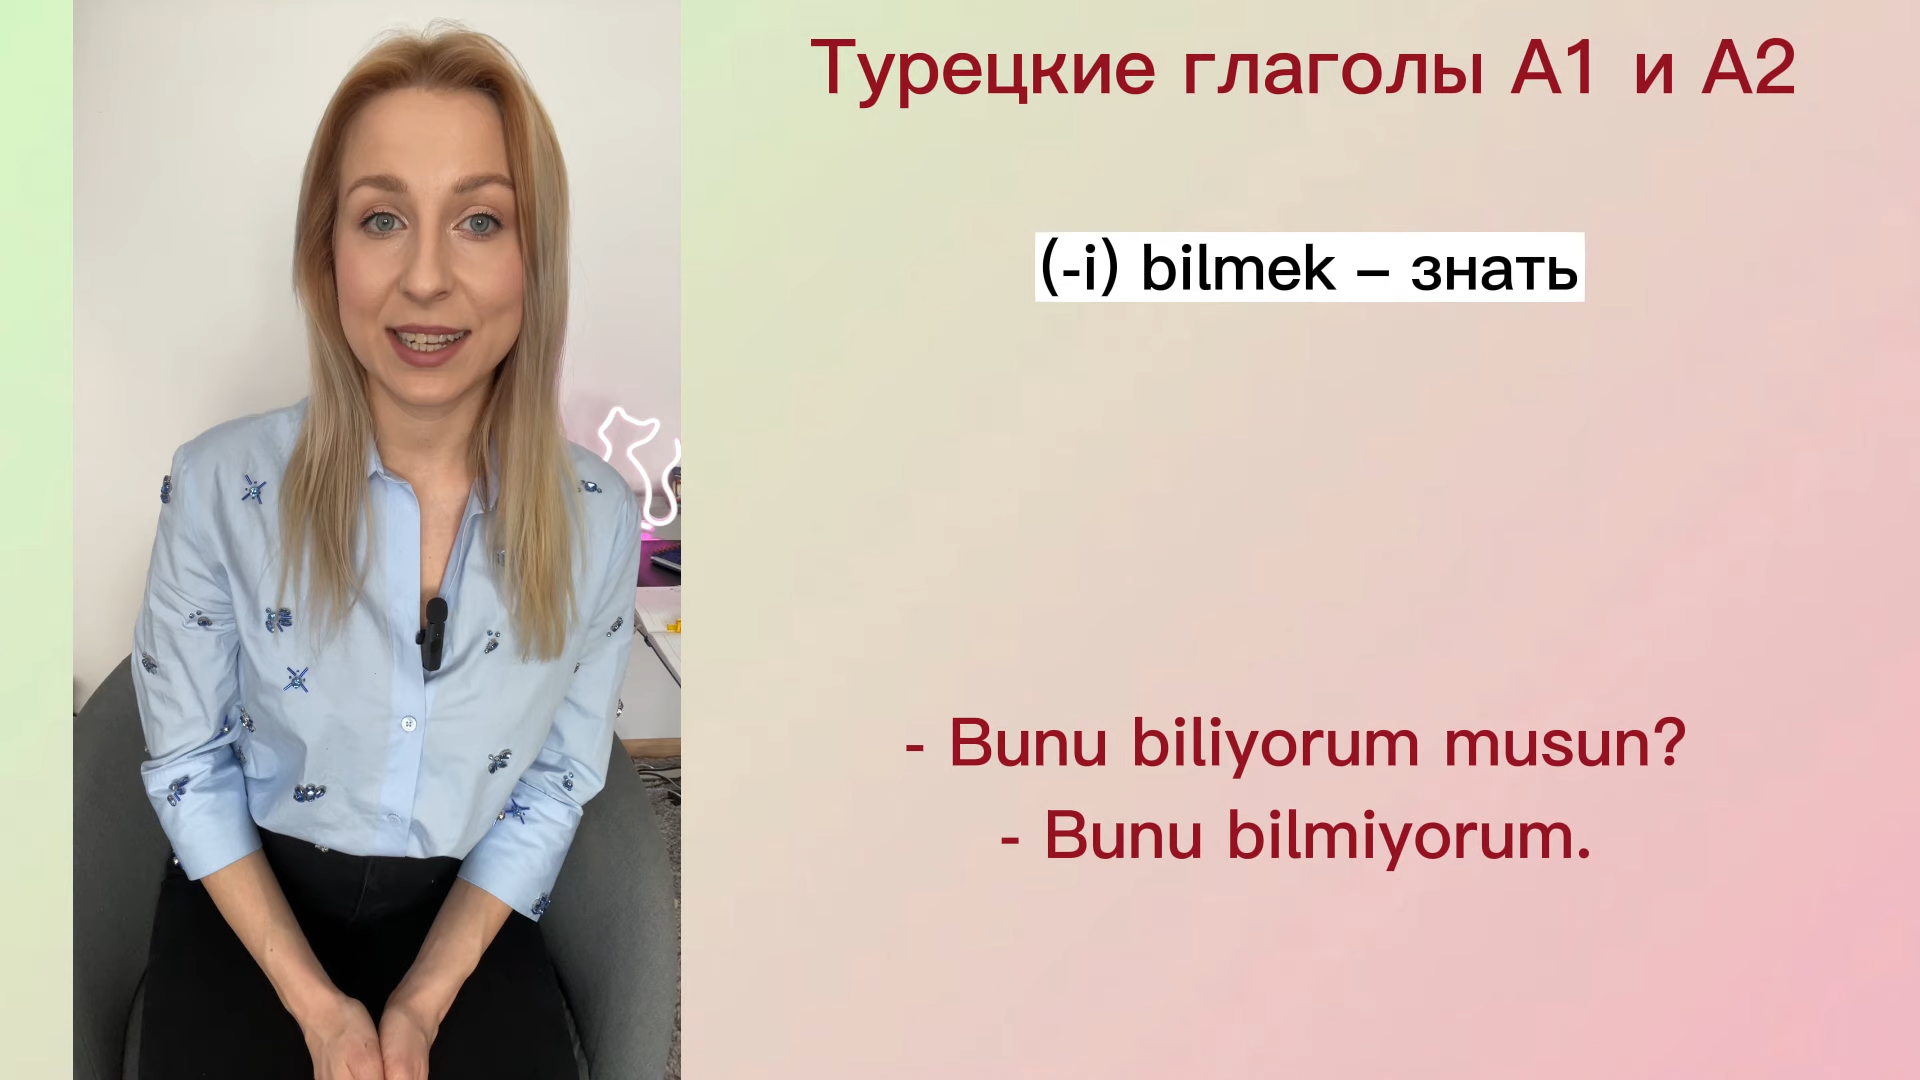 Турецкие глаголы А1 и А2
(-i) bilmek – знать
- Bunu biliyorum musun?
- Bunu bilmiyorum.